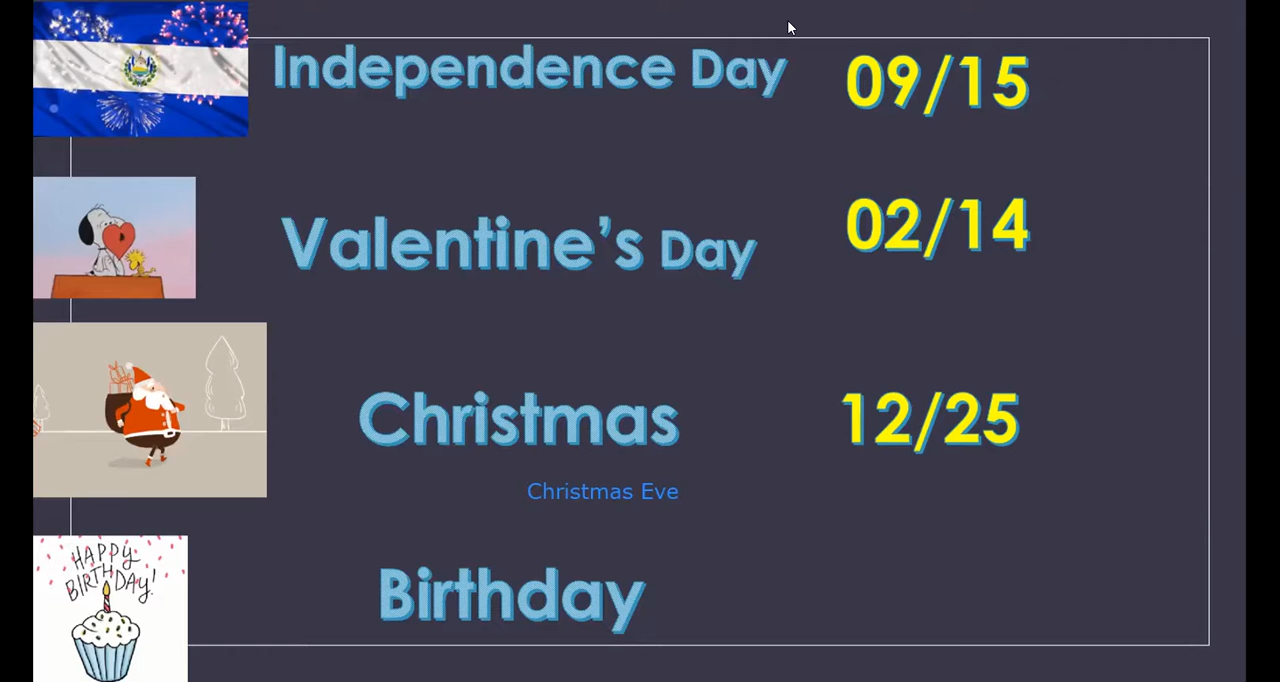 Independence Day 09/15
Valentine’s Day 02/14
Christmas 12/25
Christmas Eve
HAPPY
BIRTHDAY!
Birthday